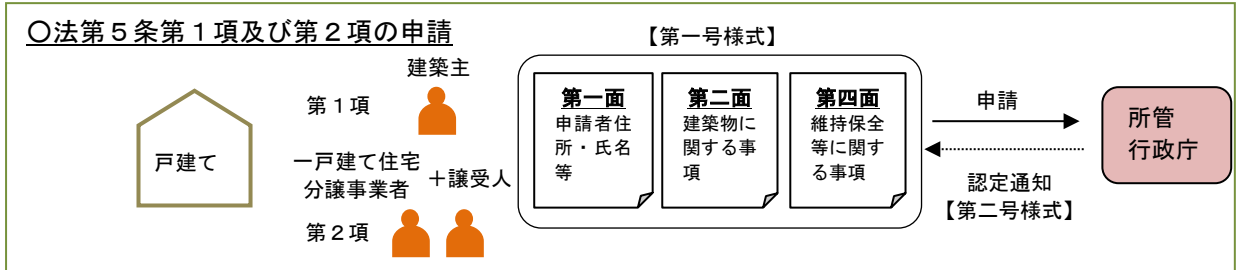 〇法第５条第１項及び第２項の申請
戸建て
建築主
第１項
一戸建て住宅
分譲事業者
＋譲受人
第２項
【第一号様式】
第一面
申請者住
所・氏名
等
第二面
建築物に
関する事
項
第四面
維持保全
等に関す
る事項
申請
認定通知
【第二号様式】
所管
行政庁